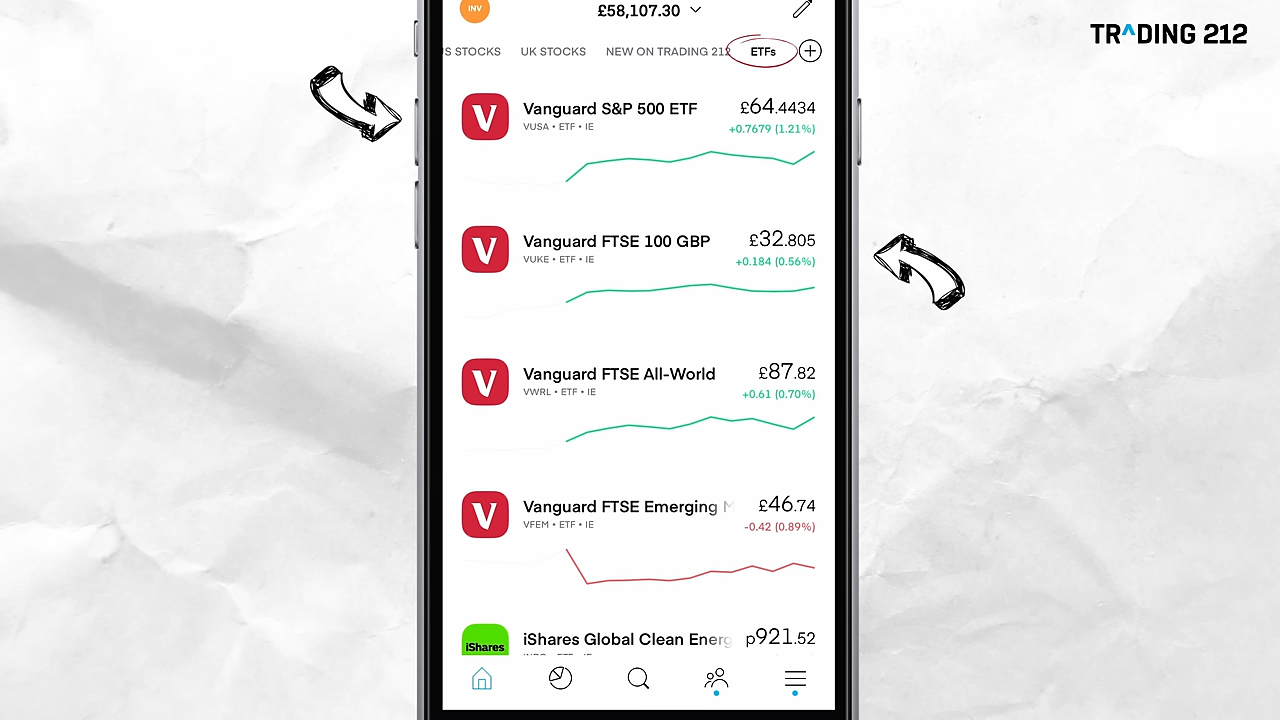 INV
£58,107.30
TRADING 212
S STOCKS UK STOCKS NEW ON TRADING 212 ETFs
Vanguard S&P 500 ETF £64.4434
VUSA • ETF • IE +0.7679 (1.21%)
Vanguard FTSE 100 GBP £32.805
VUKE • ETF • IE +0.184 (0.56%)
Vanguard FTSE All-World £87.82
VWRL • ETF • IE +0.61 (0.70%)
Vanguard FTSE Emerging M £46.74
VFEM • ETF • IE -0.42 (0.89%)
iShares
iShares Global Clean Energ p921.52